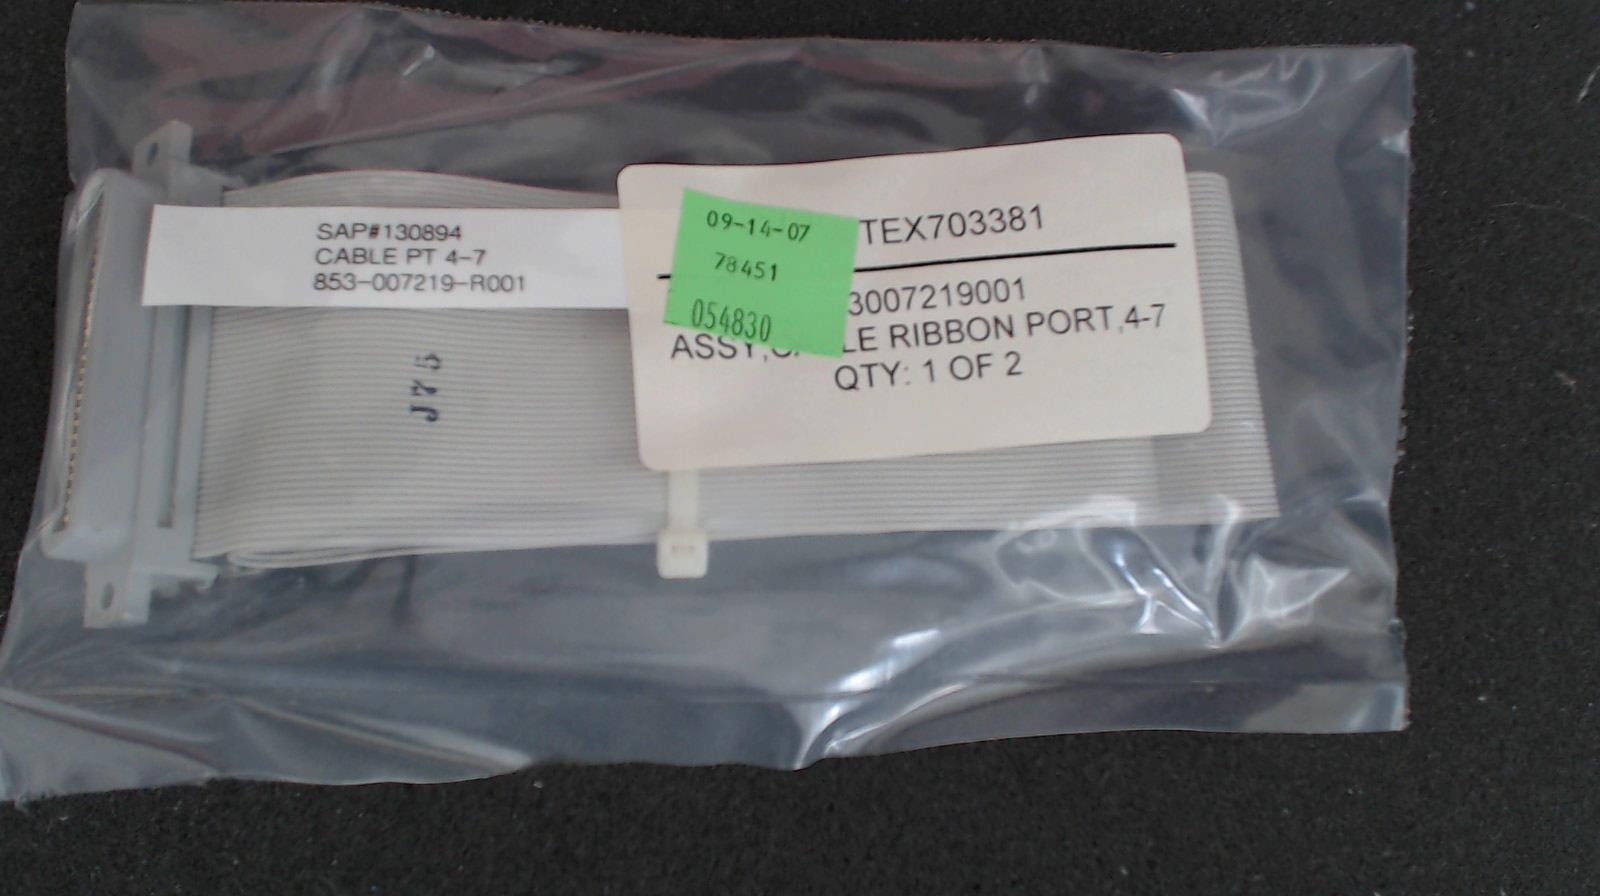 SAP#130894
CABLE PT 4-7
853-007219-R001
J75
09-14-07
78451
054830
TEX703381
3007219001
ASSY,CA LE RIBBON PORT,4-7
QTY: 1 OF 2